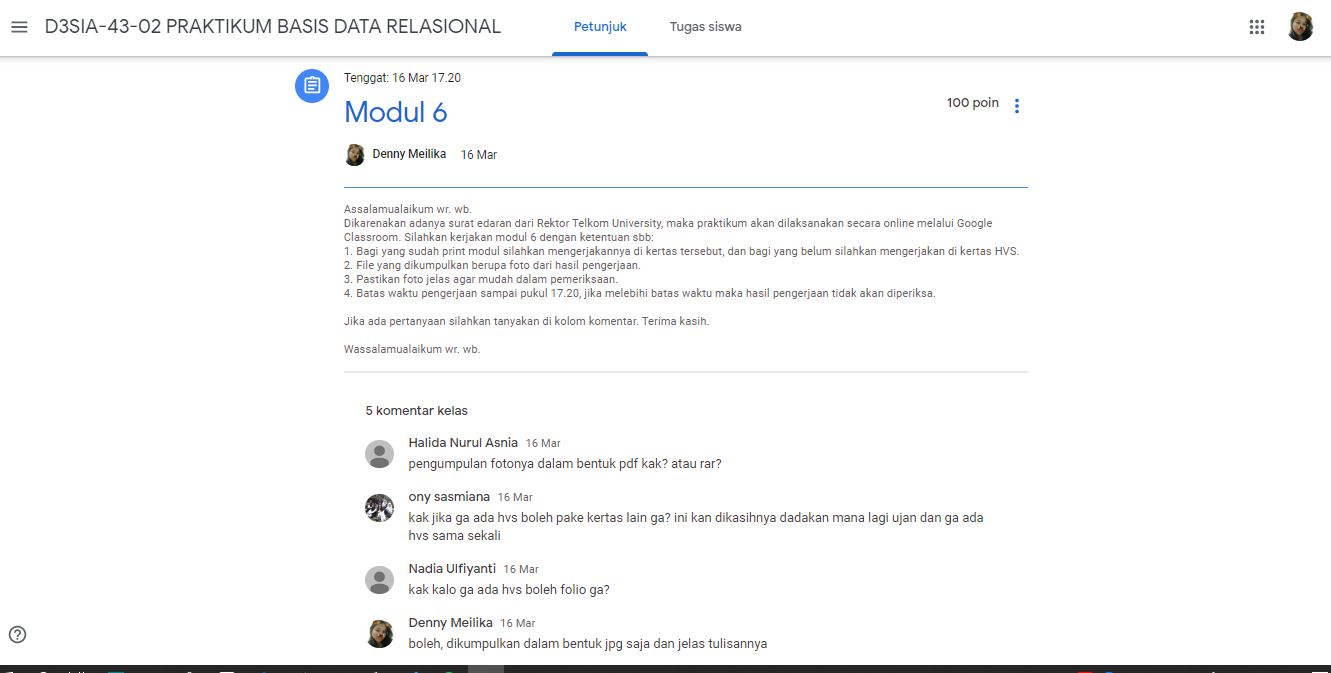 D3SIA-43-02 PRAKTIKUM BASIS DATA RELASIONAL
Petunjuk
Tugas siswa
Tenggat: 16 Mar 17.20
Modul 6
100 poin
Denny Meilika 16 Mar
Assalamualaikum wr. wb.
Dikarenakan adanya surat edaran dari Rektor Telkom University, maka praktikum akan dilaksanakan secara online melalui Google
Classroom. Silahkan kerjakan modul 6 dengan ketentuan sbb:
1. Bagi yang sudah print modul silahkan mengerjakannya di kertas tersebut, dan bagi yang belum silahkan mengerjakan di kertas HVS.
2. File yang dikumpulkan berupa foto dari hasil pengerjaan.
3. Pastikan foto jelas agar mudah dalam pemeriksaan.
4. Batas waktu pengerjaan sampai pukul 17.20, jika melebihi batas waktu maka hasil pengerjaan tidak akan diperiksa.
Jika ada pertanyaan silahkan tanyakan di kolom komentar. Terima kasih.
Wassalamualaikum wr. wb.
5 komentar kelas
Halida Nurul Asnia 16 Mar
pengumpulan fotonya dalam bentuk pdf kak? atau rar?
ony sasmiana 16 Mar
kak jika ga ada hvs boleh pake kertas lain ga? ini kan dikasihnya dadakan mana lagi ujan dan ga ada
hvs sama sekali
Nadia Ulfiyanti 16 Mar
kak kalo ga ada hvs boleh folio ga?
Denny Meilika 16 Mar
boleh, dikumpulkan dalam bentuk jpg saja dan jelas tulisannya